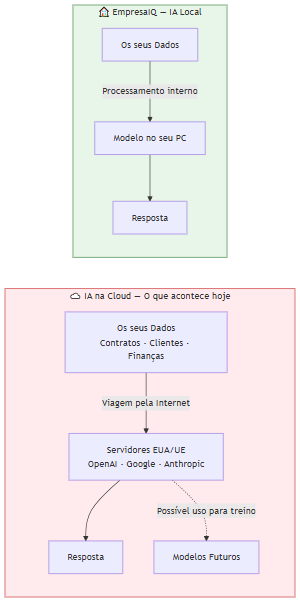 🏠 EmpresaIQ — IA Local
Os seus Dados
Processamento interno
Modelo no seu PC
Resposta
☁ IA na Cloud — O que acontece hoje
Os seus Dados
Contratos · Clientes ·
Finanças
Viagem pela Internet
Servidores EUA/UE
OpenAI · Google · Anthropic
Possível uso para treino
Resposta
Modelos Futuros